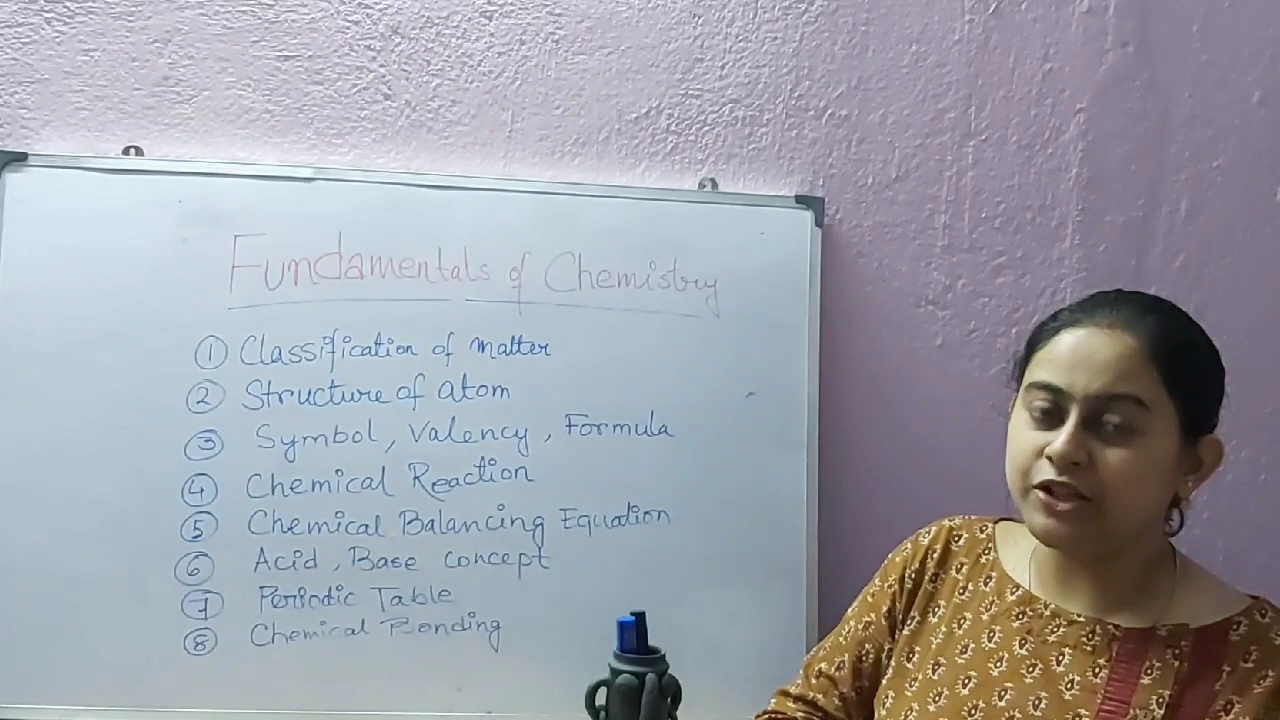 Fundamentals of Chemistry
① Classification of matter
② Structure of atom
③ Symbol, Valency, Formula
④ Chemical Reaction
⑤ Chemical Balancing Equation
⑥ Acid, Base concept
⑦ Periodic Table
⑧ Chemical Bonding